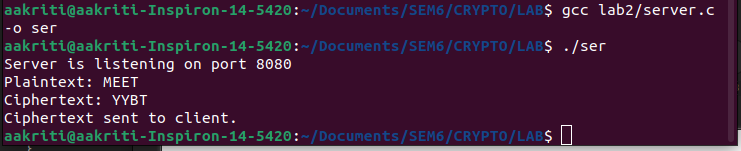 aakriti@aakriti-Inspiron-14-5420:~/Documents/SEM6/CRYPTO/LAB$ gcc lab2/server.c
-o ser
aakriti@aakriti-Inspiron-14-5420:~/Documents/SEM6/CRYPTO/LAB$ ./ser
Server is listening on port 8080
Plaintext: MEET
Ciphertext: YYBT
Ciphertext sent to client.
aakriti@aakriti-Inspiron-14-5420:~/Documents/SEM6/CRYPTO/LAB$